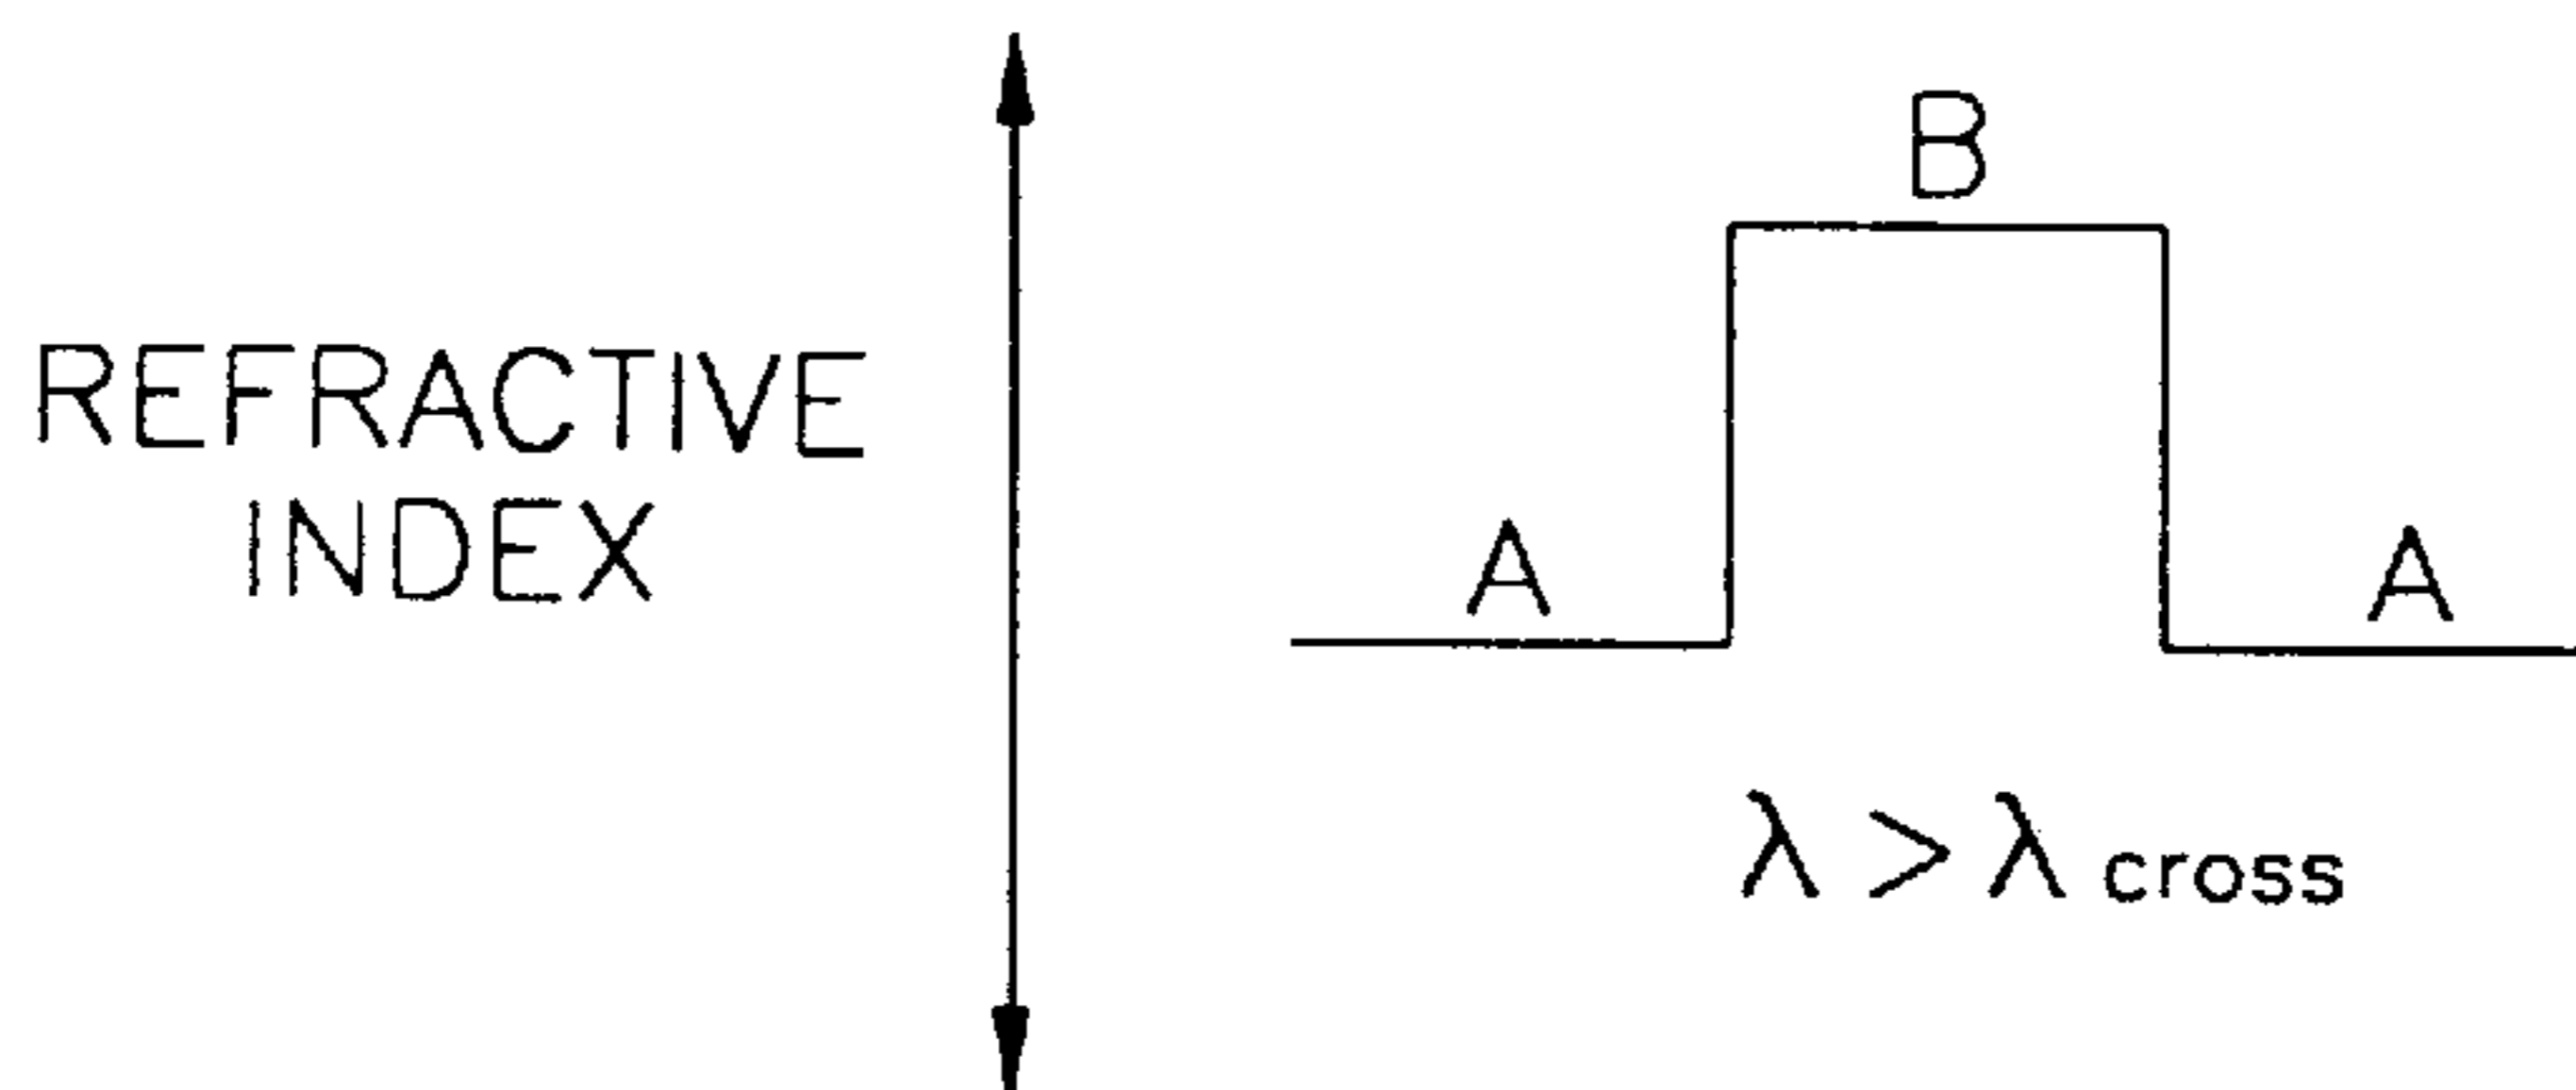 REFRACTIVE
INDEX
B
A
A
λ > λ cross